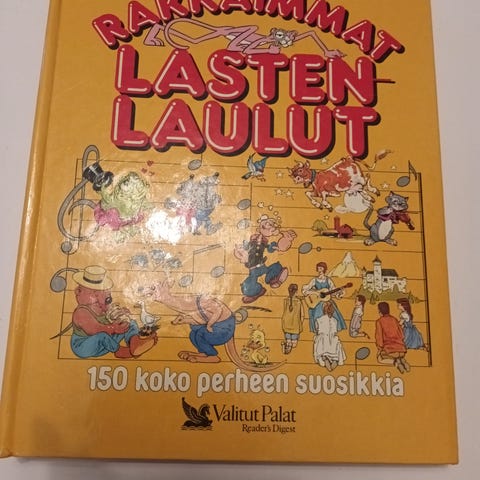 RAKKAIMMAT
LASTEN-
LAULUT
150 koko perheen suosikkia
Valitut Palat
Reader's Digest